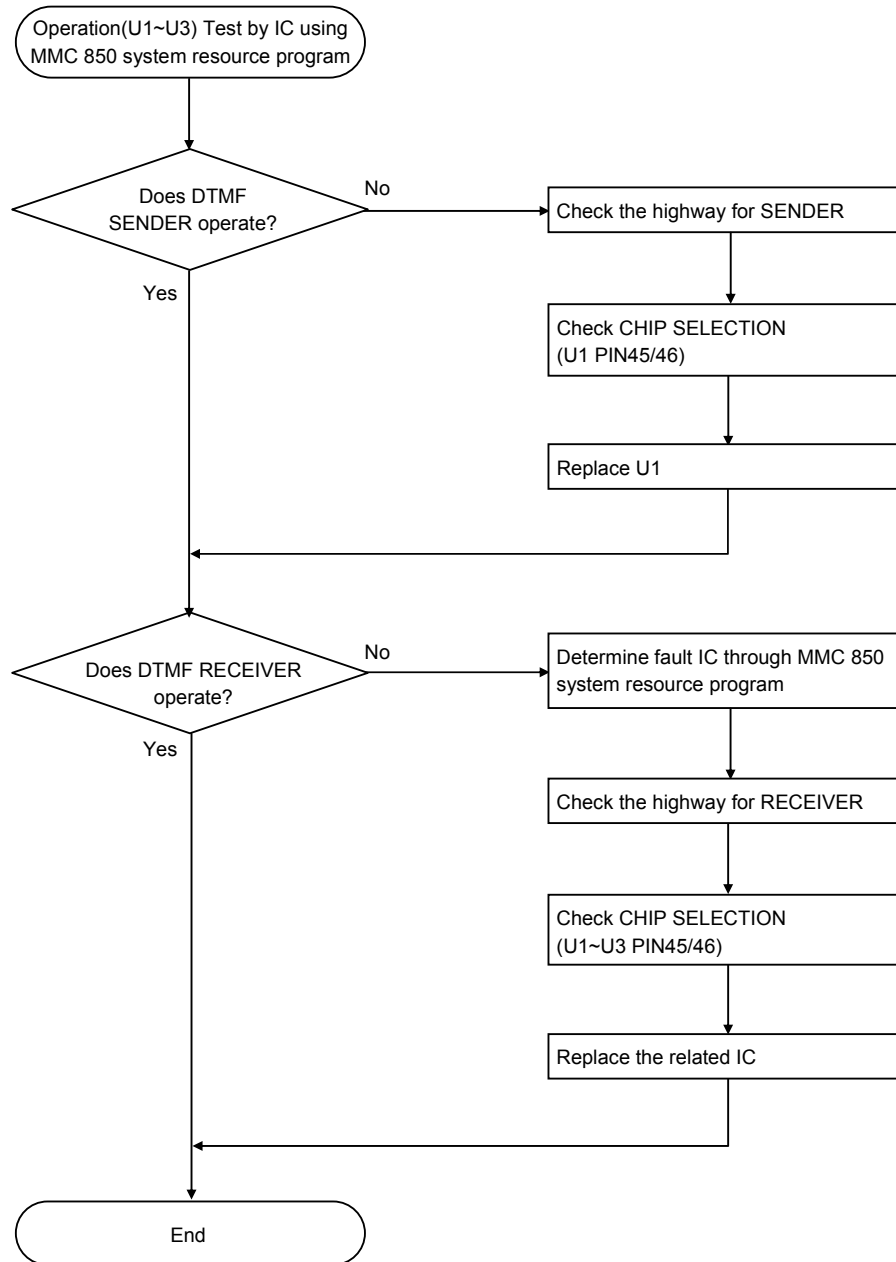 Operation(U1~U3) Test by IC using
MMC 850 system resource program
Does DTMF
SENDER operate?
No
Yes
Check the highway for SENDER
Check CHIP SELECTION
(U1 PIN45/46)
Replace U1
Does DTMF RECEIVER
operate?
No
Yes
Determine fault IC through MMC 850
system resource program
Check the highway for RECEIVER
Check CHIP SELECTION
(U1~U3 PIN45/46)
Replace the related IC
End